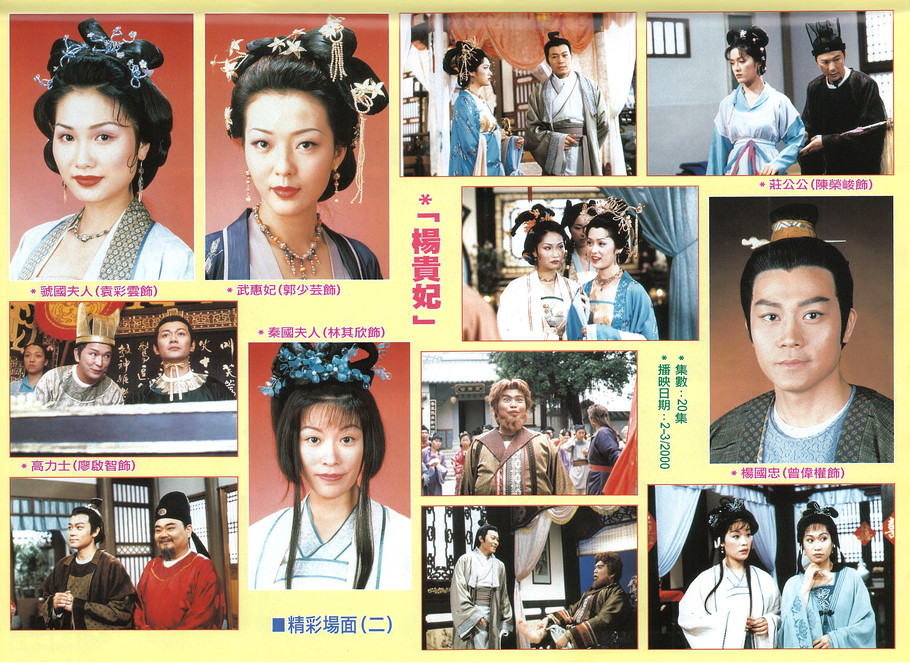 * 莊公公(陳榮峻飾)
* 虢國夫人(袁彩雲飾)
* 武惠妃(郭少芸飾)
*「楊貴妃」
* 秦國夫人(林其欣飾)
* 集數:20集
* 播映日期:2-3/2000
* 高力士(廖啟智飾)
* 楊國忠(曾偉權飾)
■精彩場面(二)